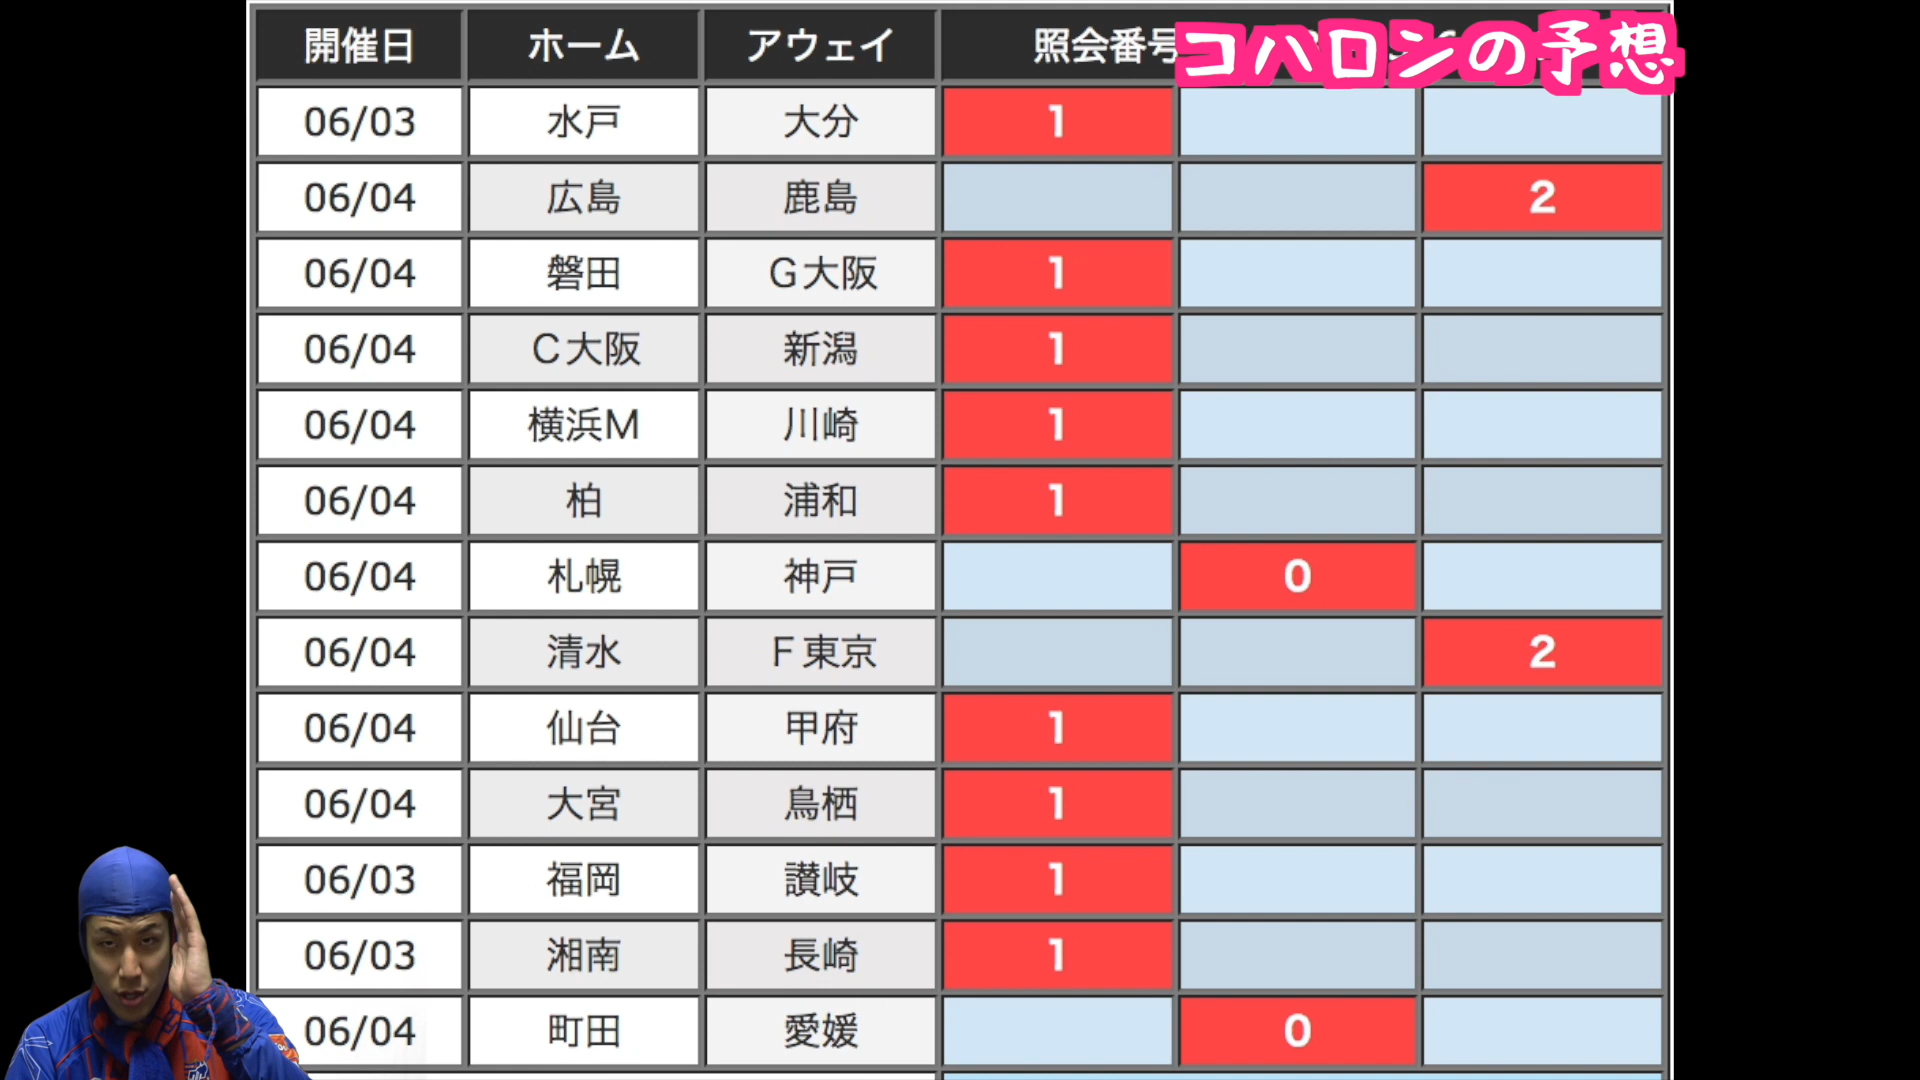 開催日 ホーム アウェイ 照会番号
コハロンの予想
06/03 水戸 大分 1
06/04 広島 鹿島 2
06/04 磐田 G大阪 1
06/04 C大阪 新潟 1
06/04 横浜M 川崎 1
06/04 柏 浦和 1
06/04 札幌 神戸 0
06/04 清水 F東京 2
06/04 仙台 甲府 1
06/04 大宮 鳥栖 1
06/03 福岡 讃岐 1
06/03 湘南 長崎 1
06/04 町田 愛媛 0